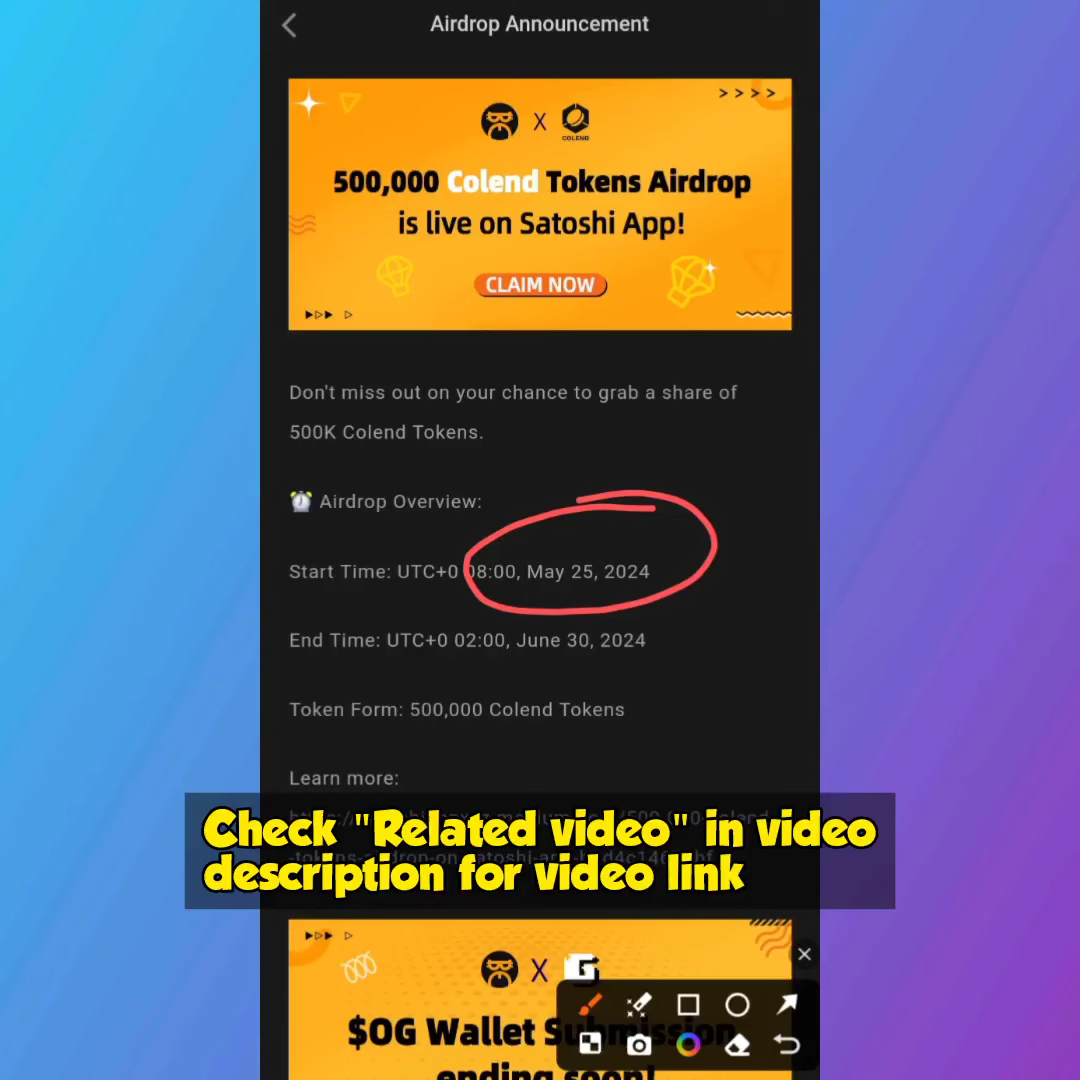 Airdrop Announcement
> > > >
X
COLEND
500,000 Colend Tokens Airdrop
is live on Satoshi App!
CLAIM NOW
Don't miss out on your chance to grab a share of
500K Colend Tokens.
Airdrop Overview:
Start Time: UTC+0 08:00, May 25, 2024
End Time: UTC+0 02:00, June 30, 2024
Token Form: 500,000 Colend Tokens
Learn more:
Check "Related video" in video
description for video link
X
$OG Wallet Submission
ending soon!